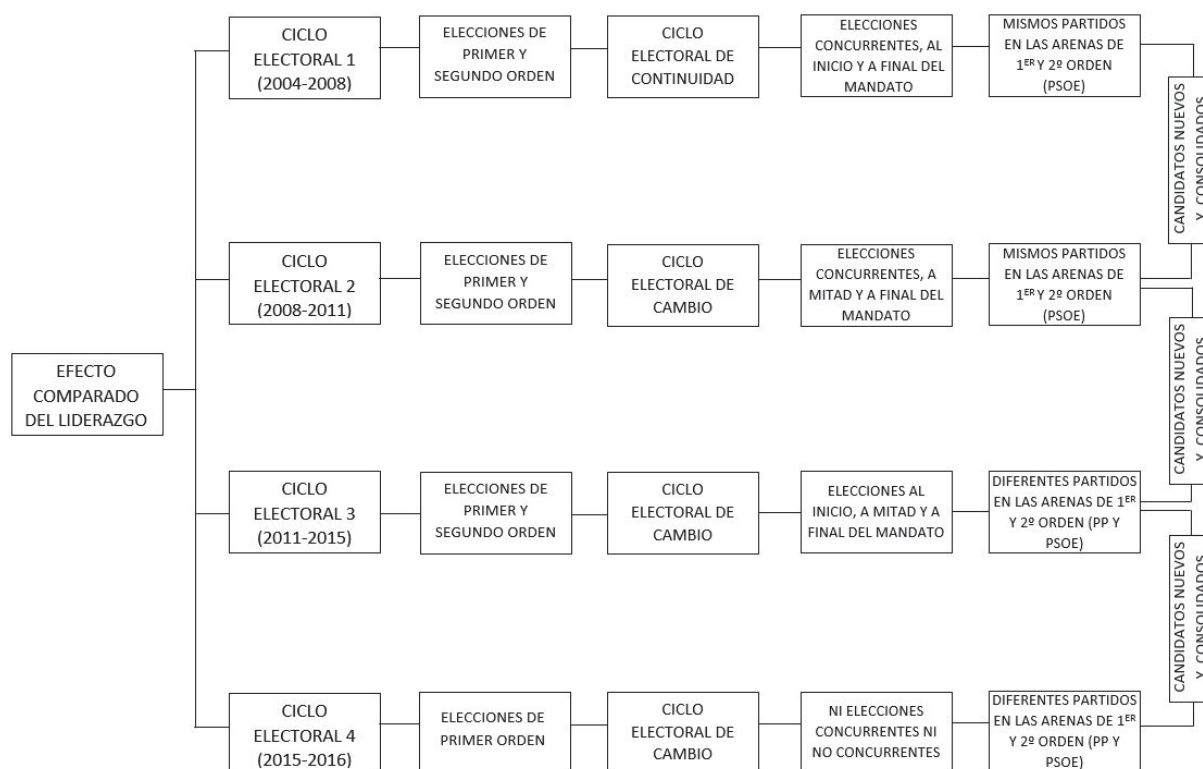 CICLO
ELECTORAL 1
(2004-2008)
ELECCIONES DE
PRIMER Y
SEGUNDO ORDEN
CICLO
ELECTORAL DE
CONTINUIDAD
ELECCIONES
CONCURRENTES, AL
INICIO Y A FINAL DEL
MANDATO
MISMOS PARTIDOS
EN LAS ARENAS DE
1ᴱᴿ Y 2º ORDEN
(PSOE)
CANDIDATOS NUEVOS
Y CONSOLIDADOS
CICLO
ELECTORAL 2
(2008-2011)
ELECCIONES DE
PRIMER Y
SEGUNDO ORDEN
CICLO
ELECTORAL DE
CAMBIO
ELECCIONES
CONCURRENTES, A
MITAD Y A FINAL DEL
MANDATO
MISMOS PARTIDOS
EN LAS ARENAS DE
1ᴱᴿ Y 2º ORDEN
(PSOE)
CANDIDATOS NUEVOS
Y CONSOLIDADOS
EFECTO
COMPARADO
DEL LIDERAZGO
CICLO
ELECTORAL 3
(2011-2015)
ELECCIONES DE
PRIMER Y
SEGUNDO ORDEN
CICLO
ELECTORAL DE
CAMBIO
ELECCIONES AL
INICIO, A MITAD Y A
FINAL DEL MANDATO
DIFERENTES PARTIDOS
EN LAS ARENAS DE 1ᴱᴿ
Y 2º ORDEN (PP Y
PSOE)
CANDIDATOS NUEVOS
Y CONSOLIDADOS
CICLO
ELECTORAL 4
(2015-2016)
ELECCIONES DE
PRIMER ORDEN
CICLO
ELECTORAL DE
CAMBIO
NI ELECCIONES
CONCURRENTES NI
NO CONCURRENTES
DIFERENTES PARTIDOS
EN LAS ARENAS DE 1ᴱᴿ
Y 2º ORDEN (PP Y
PSOE)